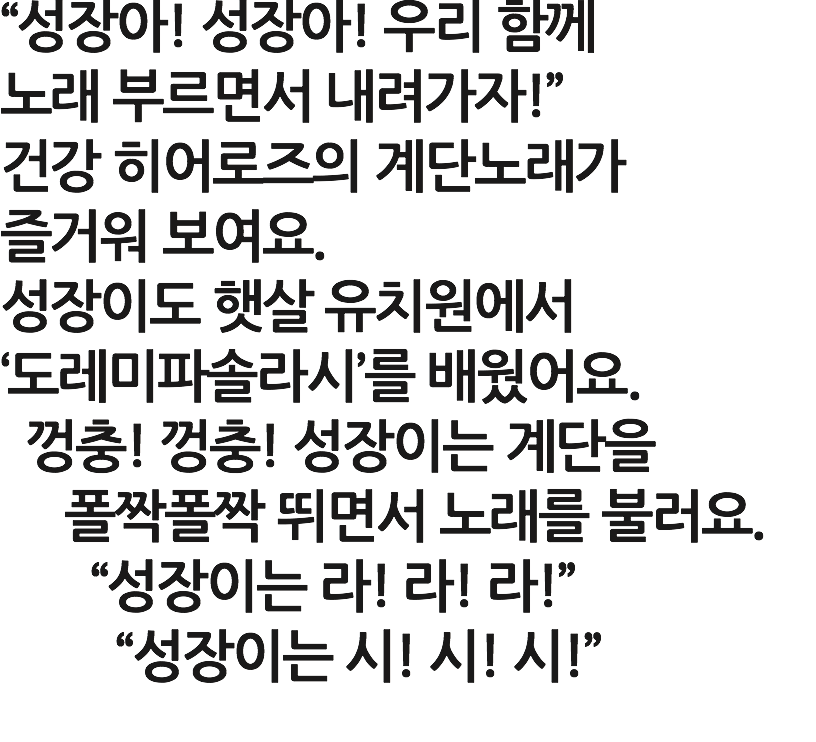 “성장아! 성장아! 우리 함께
노래 부르면서 내려가자!”
건강 히어로즈의 계단노래가
즐거워 보여요.
성장이도 햇살 유치원에서
‘도레미파솔라시’를 배웠어요.
껑충! 껑충! 성장이는 계단을
폴짝폴짝 뛰면서 노래를 불러요.
“성장이는 라! 라! 라!”
“성장이는 시! 시! 시!”